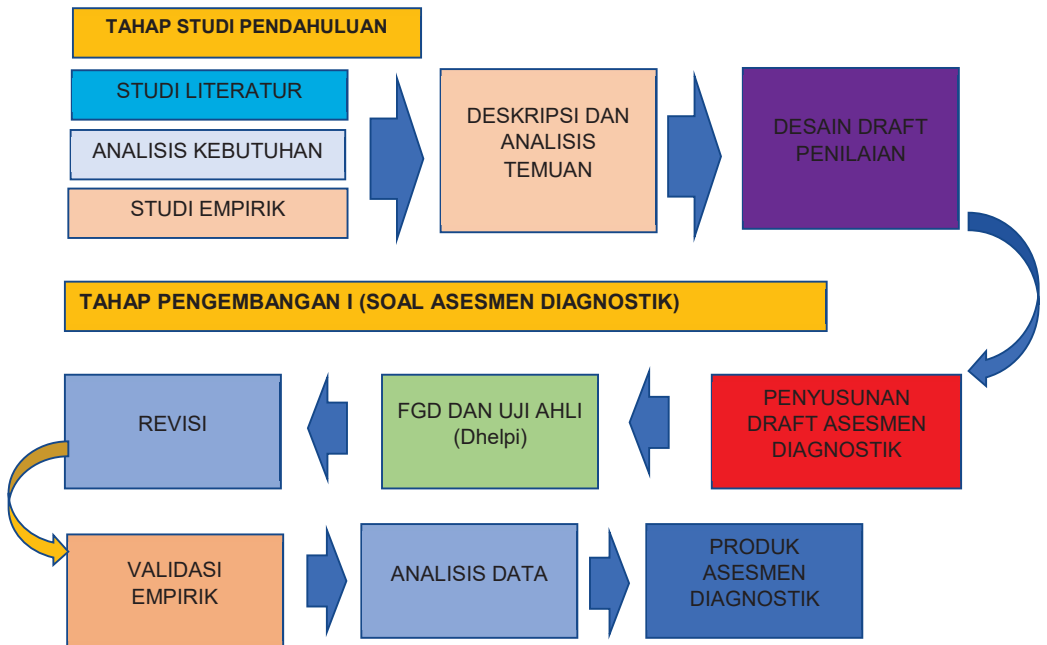 TAHAP STUDI PENDAHULUAN
STUDI LITERATUR
ANALISIS KEBUTUHAN
STUDI EMPIRIK
DESKRIPSI DAN
ANALISIS
TEMUAN
DESAIN DRAFT
PENILAIAN
TAHAP PENGEMBANGAN I (SOAL ASESMEN DIAGNOSTIK)
PENYUSUNAN
DRAFT ASESMEN
DIAGNOSTIK
FGD DAN UJI AHLI
(Dhelpi)
REVISI
VALIDASI
EMPIRIK
ANALISIS DATA
PRODUK
ASESMEN
DIAGNOSTIK